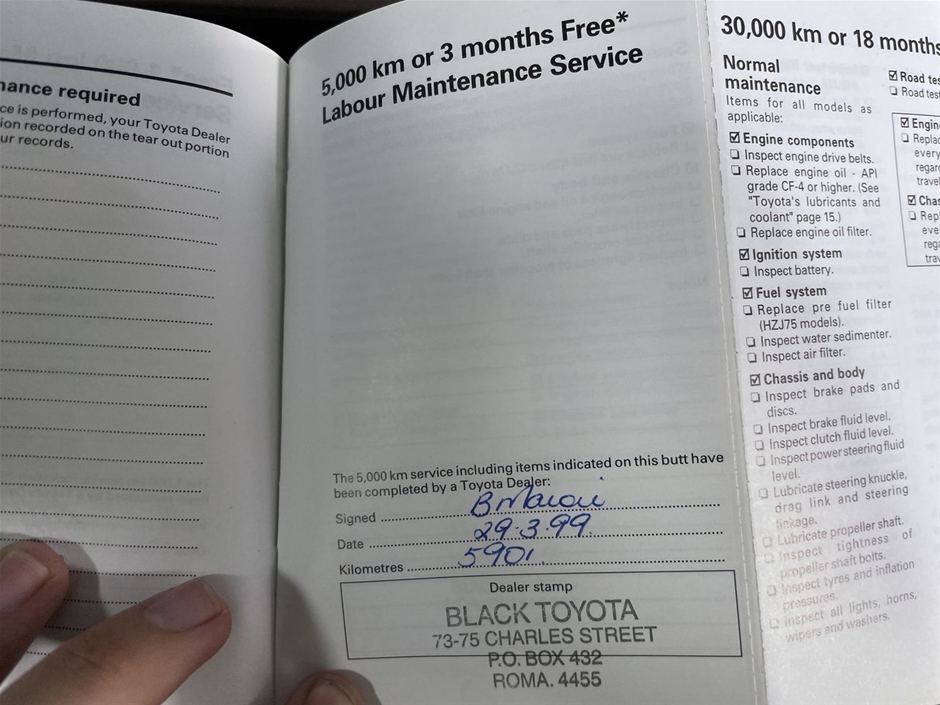 nance required
ce is performed, your Toyota Dealer
ion recorded on the tear out portion
ur records.
5,000 km or 3 months Free*
Labour Maintenance Service
The 5,000 km service including items indicated on this butt have
been completed by a Toyota Dealer:
Signed
Date 29.3.99.
Kilometres 5901
Dealer stamp
BLACK TOYOTA
73-75 CHARLES STREET
P.O. BOX 432
ROMA. 4455
30,000 km or 18 months
Normal
maintenance
Items for all models as
applicable:
☑ Engine components
❏ Inspect engine drive belts.
❏ Replace engine oil - API
grade CF-4 or higher. (See
"Toyota's lubricants and
coolant" page 15.)
❏ Replace engine oil filter.
☑ Ignition system
❏ Inspect battery.
☑ Fuel system
❏ Replace pre fuel filter
(HZJ75 models).
❏ Inspect water sedimenter.
❏ Inspect air filter.
☑ Chassis and body
❏ Inspect brake pads and
discs.
❏ Inspect brake fluid level.
❏ Inspect clutch fluid level.
❏ Inspect power steering fluid
level.
❏ Lubricate steering knuckle,
drag link and steering
linkage.
❏ Lubricate propeller shaft.
❏ Inspect tightness of
propeller shaft bolts.
❏ Inspect tyres and inflation
pressures.
❏ Inspect all lights, horns,
wipers and washers.
☑ Road tes
❏ Road test
☑ Engin
❏ Replac
every
regar
trave
☑ Chas
❏ Rep
eve
reg
tra